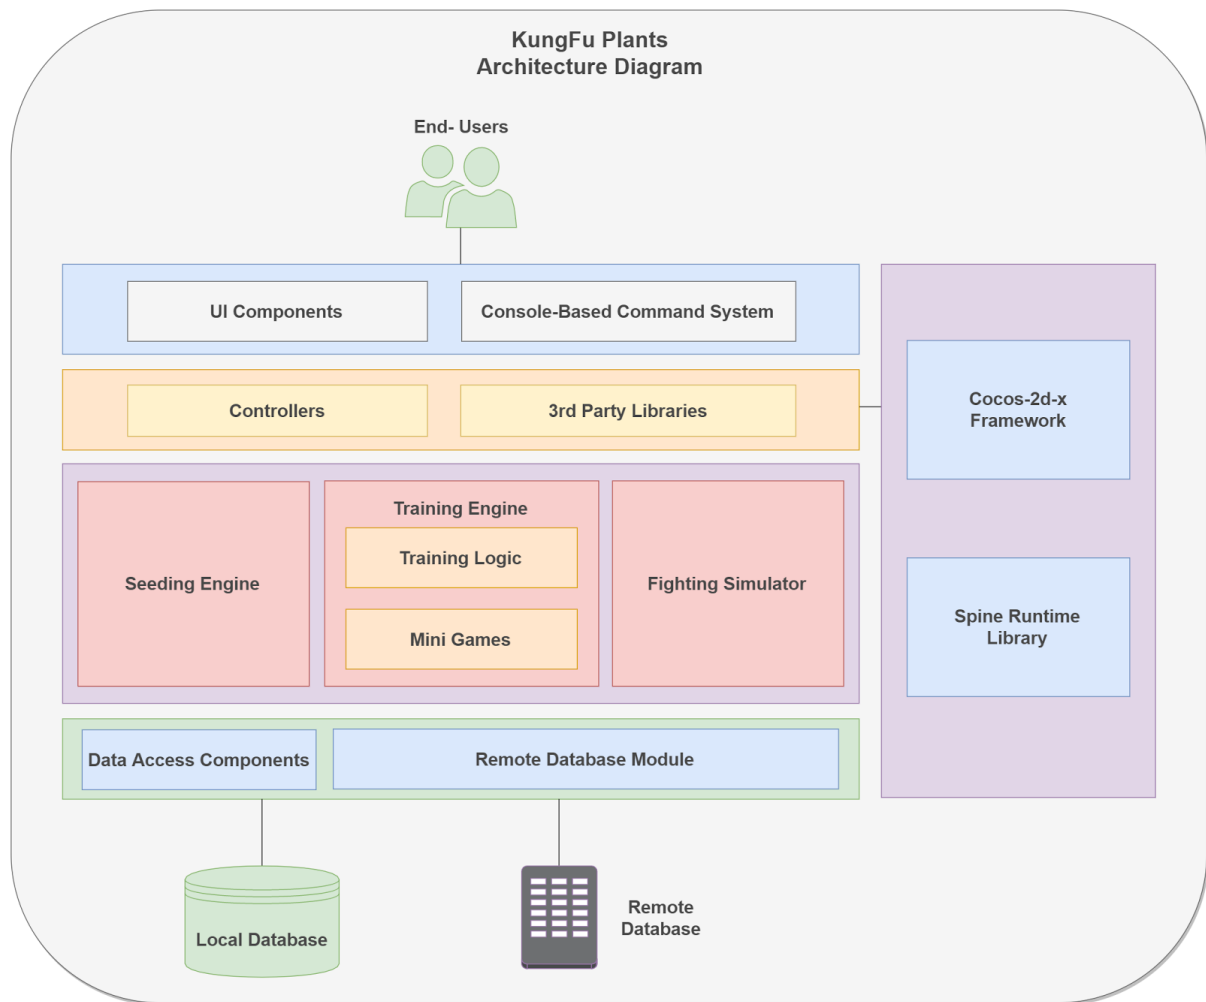 KungFu Plants
Architecture Diagram
End- Users
UI Components
Console-Based Command System
Controllers
3rd Party Libraries
Cocos-2d-x
Framework
Seeding Engine
Training Engine
Training Logic
Mini Games
Fighting Simulator
Spine Runtime
Library
Data Access Components
Remote Database Module
Local Database
Remote
Database